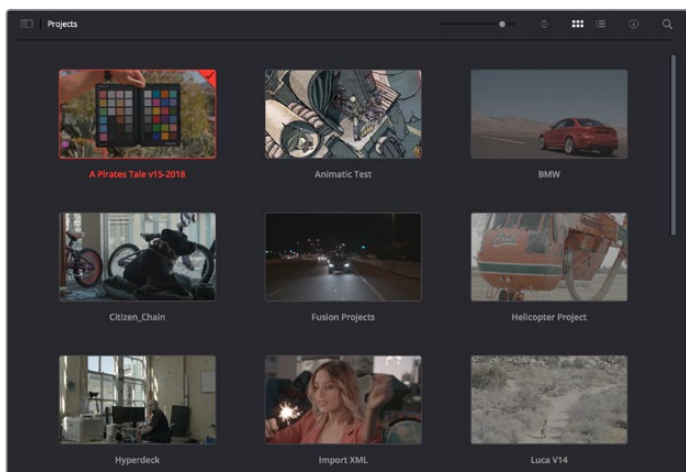 Projects
A Pirates Tale v15-2018
Animatic Test
BMW
Citizen_Chain
Fusion Projects
Helicopter Project
Hyperdeck
Import XML
Luca V14